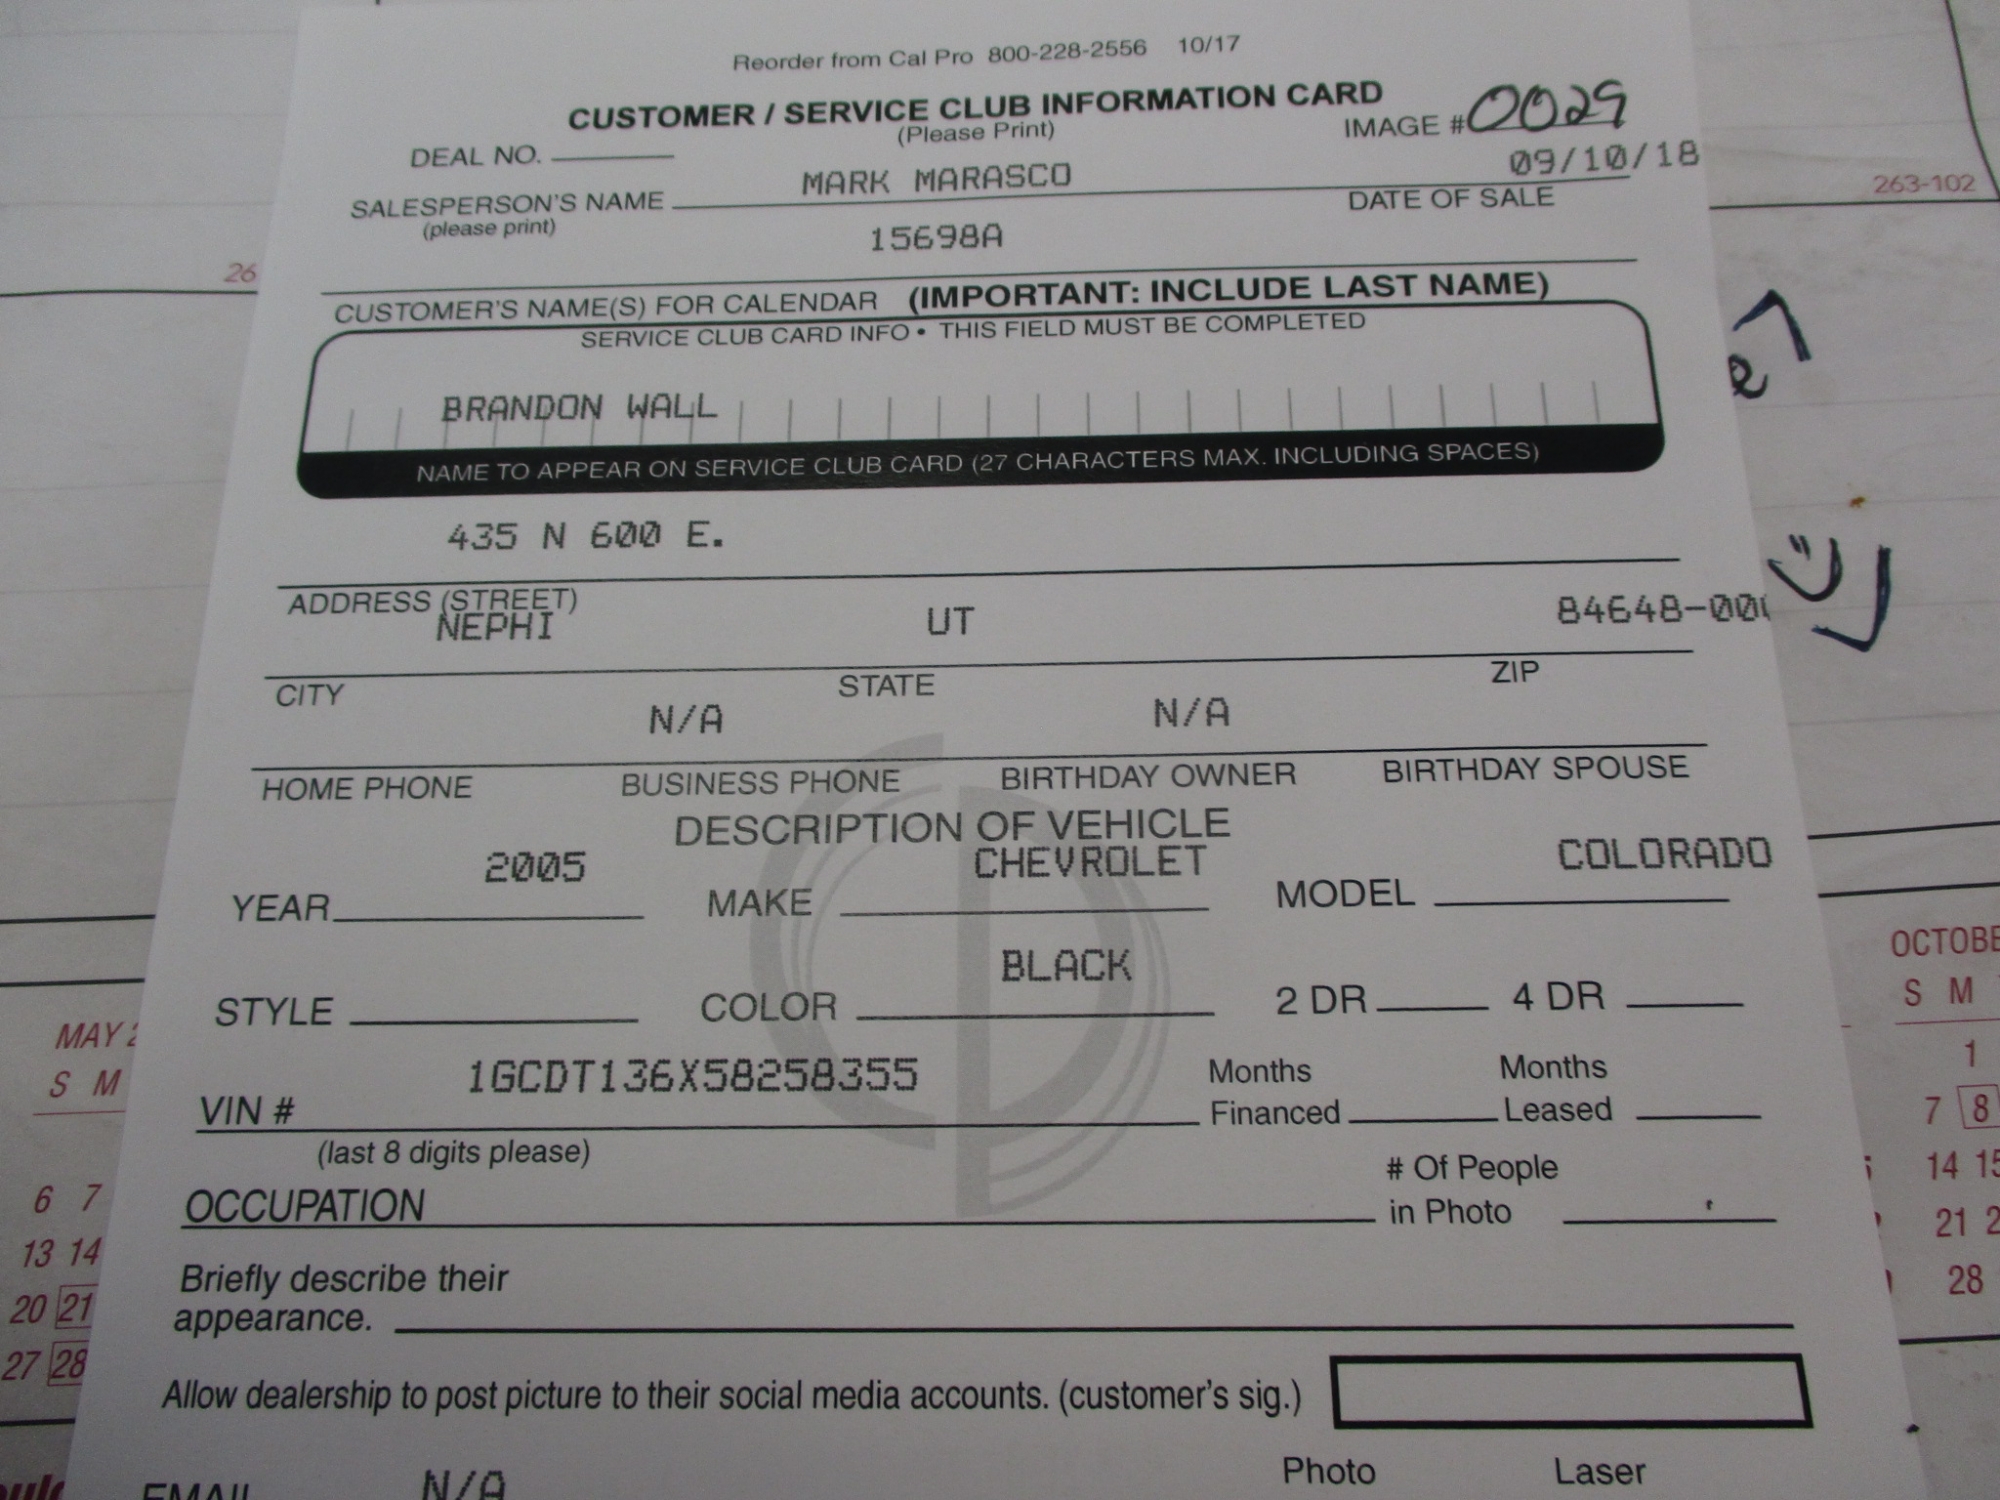 Reorder from Cal Pro 800-228-2556 10/17
CUSTOMER / SERVICE CLUB INFORMATION CARD
(Please Print)
IMAGE # 0029
DEAL NO.
MARK MARASCO
09/10/18
SALESPERSON'S NAME
DATE OF SALE
(please print)
15698A
CUSTOMER'S NAME(S) FOR CALENDAR (IMPORTANT: INCLUDE LAST NAME)
SERVICE CLUB CARD INFO • THIS FIELD MUST BE COMPLETED
BRANDON WALL
NAME TO APPEAR ON SERVICE CLUB CARD (27 CHARACTERS MAX. INCLUDING SPACES)
435 N 600 E.
ADDRESS (STREET)
NEPHI UT 84648-00
CITY STATE ZIP
N/A N/A
HOME PHONE BUSINESS PHONE BIRTHDAY OWNER BIRTHDAY SPOUSE
DESCRIPTION OF VEHICLE
2005 CHEVROLET COLORADO
YEAR MAKE MODEL
BLACK
STYLE COLOR 2 DR 4 DR
1GCDT136X58258355
VIN # Months Financed Months Leased
(last 8 digits please)
OCCUPATION # Of People in Photo
Briefly describe their
appearance.
Allow dealership to post picture to their social media accounts. (customer's sig.)
Photo Laser
EMAIL N/A
263-102
26
MAY 2
S M
6 7
13 14
20 21
27 28
OCTOBE
S M
1
7 8
14 15
21 2
28